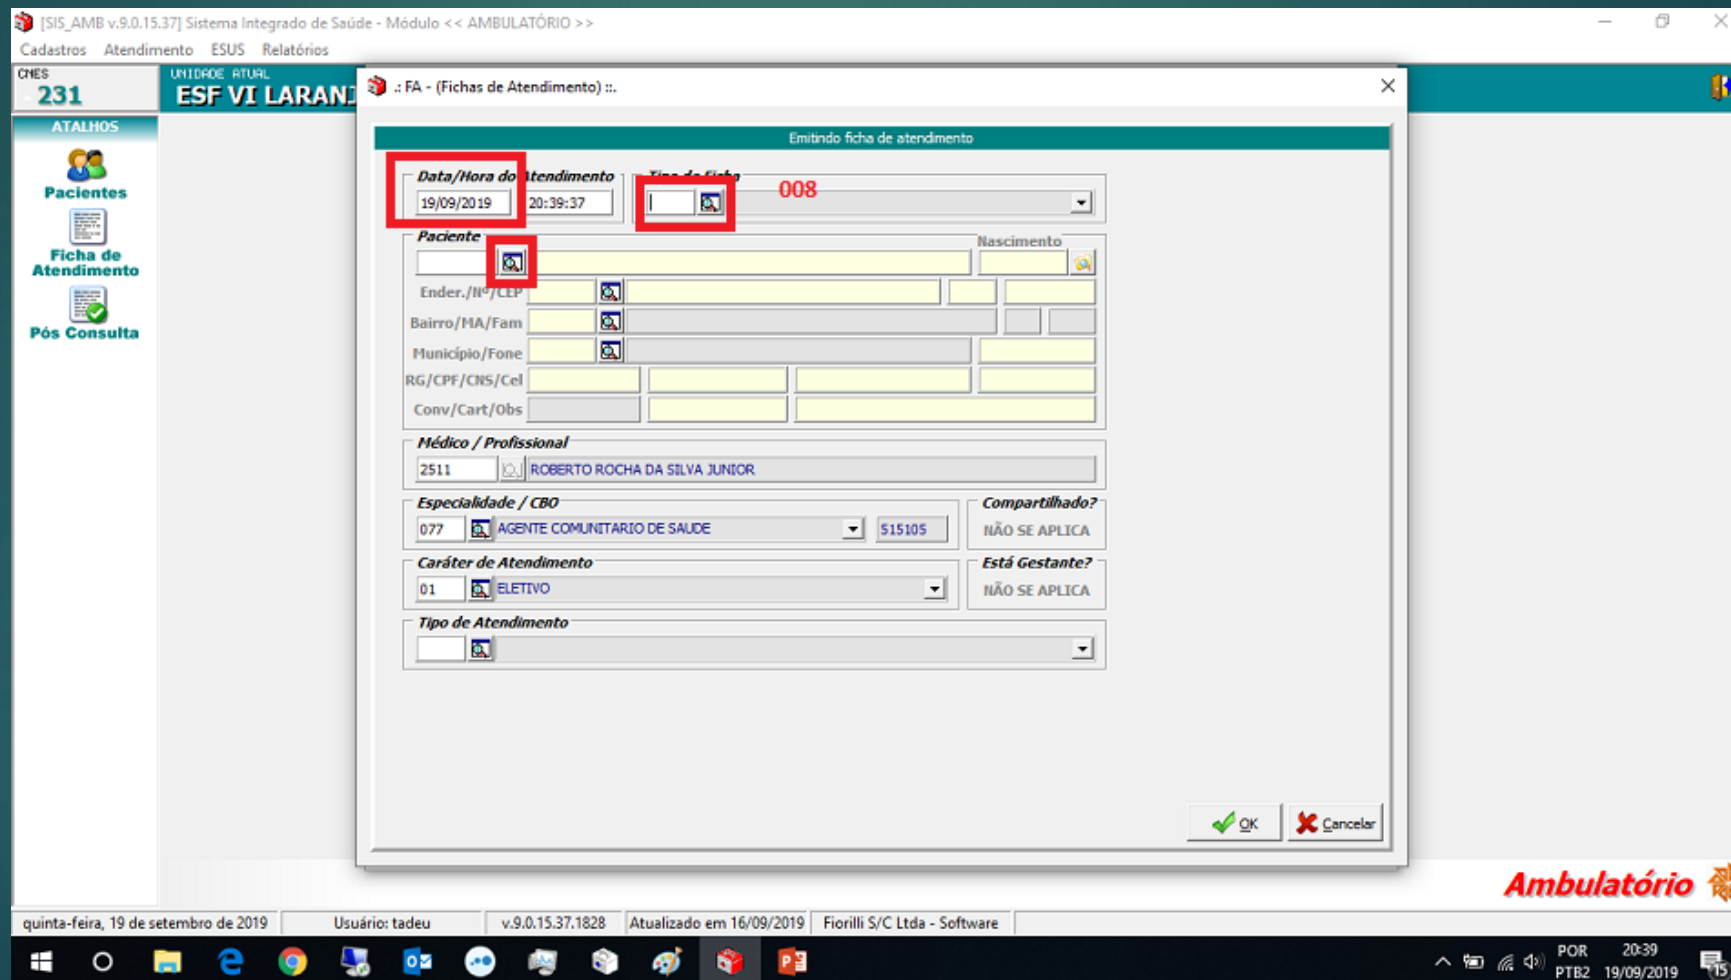 [SIS_AMB v.9.0.15.37] Sistema Integrado de Saúde - Módulo << AMBULATÓRIO >>
Cadastros Atendimento ESUS Relatórios
CNES
231
UNIDADE ATUAL
ESF VI LARANJ
.: FA - (Fichas de Atendimento) ::.
ATALHOS
Pacientes
Ficha de
Atendimento
Pós Consulta
Emitindo ficha de atendimento
Data/Hora do Atendimento
Tipo de Ficha
19/09/2019 20:39:37
008
Paciente
Nascimento
Ender./Nº/CEP
Bairro/MA/Fam
Município/Fone
RG/CPF/CNS/Cel
Conv/Cart/Obs
Médico / Profissional
2511 ROBERTO ROCHA DA SILVA JUNIOR
Especialidade / CBO
Compartilhado?
077 AGENTE COMUNITARIO DE SAUDE 515105
NÃO SE APLICA
Caráter de Atendimento
Está Gestante?
01 ELETIVO
NÃO SE APLICA
Tipo de Atendimento
OK Cancelar
Ambulatório
quinta-feira, 19 de setembro de 2019 Usuário: tadeu v.9.0.15.37.1828 Atualizado em 16/09/2019 Fiorilli S/C Ltda - Software
POR 20:39
PTB2 19/09/2019